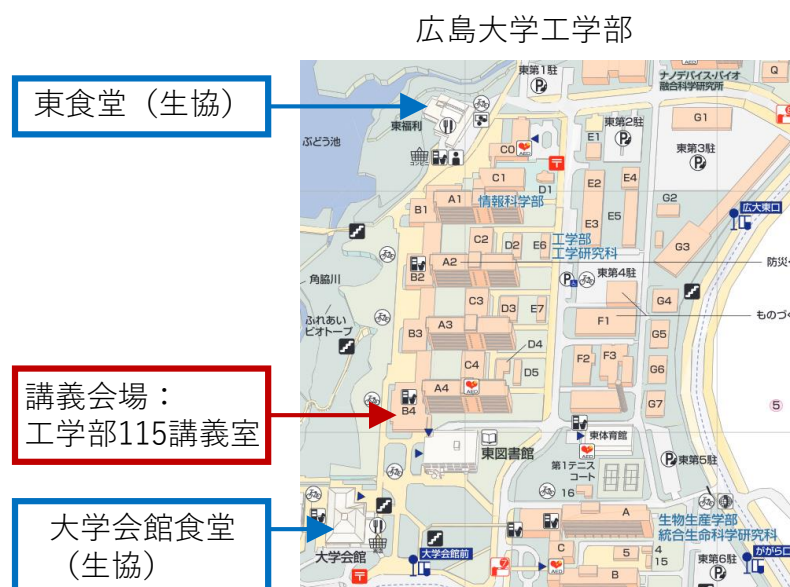 広島大学工学部
東食堂（生協）
講義会場：
工学部115講義室
大学会館食堂
（生協）
東第1駐
P
ナノデバイス・バイオ
融合科学研究所
Q
東福利
ぶどう池
C0
AED
E1
東第2駐
P
G1
東第3駐
P
C1
D1
情報科学部
A1
B1
E2
E4
G2
広大東口
C2
D2
E6
工学部
工学研究科
E3
E5
G3
A2
B2
防災
角脇川
P
東第4駐
C3
D3
E7
G4
ものづ
ふれあい
ビオトープ
A3
B3
F1
G5
D4
C4
D5
F2
F3
G6
A4
AED
B4
G7
5
東図書館
東体育館
AED
第1テニス
コート
P東第5駐
16
A
生物生産学部
統合生命科学研究科
大学会館
大学会館前
C
AED
5
4
15
B
東第6駐
P
ががら口